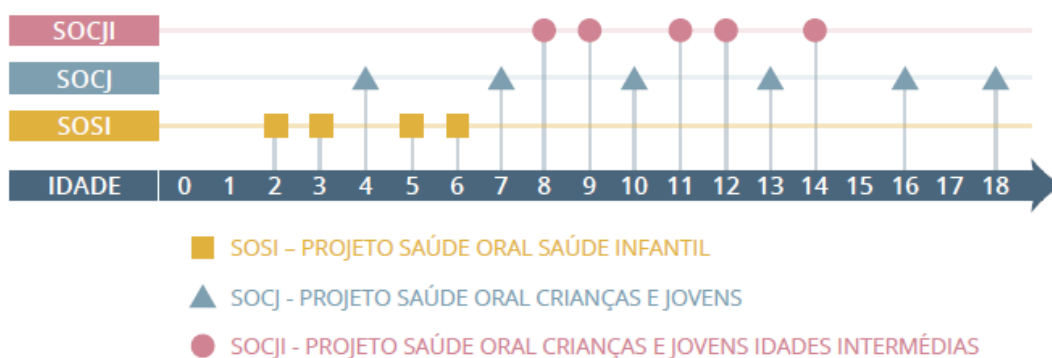 SOCJI
SOCJ
SOSI
IDADE 0 1 2 3 4 5 6 7 8 9 10 11 12 13 14 15 16 17 18
SOSI – PROJETO SAÚDE ORAL SAÚDE INFANTIL
SOCJ - PROJETO SAÚDE ORAL CRIANÇAS E JOVENS
SOCJI - PROJETO SAÚDE ORAL CRIANÇAS E JOVENS IDADES INTERMÉDIAS